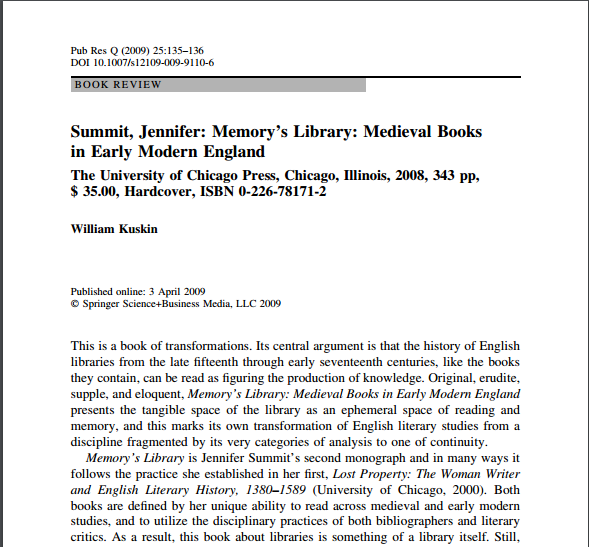 Pub Res Q (2009) 25:135–136
DOI 10.1007/s12109-009-9110-6
BOOK REVIEW
Summit, Jennifer: Memory's Library: Medieval Books
in Early Modern England
The University of Chicago Press, Chicago, Illinois, 2008, 343 pp,
$ 35.00, Hardcover, ISBN 0-226-78171-2
William Kuskin
Published online: 3 April 2009
© Springer Science+Business Media, LLC 2009
This is a book of transformations. Its central argument is that the history of English
libraries from the late fifteenth through early seventeenth centuries, like the books
they contain, can be read as figuring the production of knowledge. Original, erudite,
supple, and eloquent, Memory's Library: Medieval Books in Early Modern England
presents the tangible space of the library as an ephemeral space of reading and
memory, and this marks its own transformation of English literary studies from a
discipline fragmented by its very categories of analysis to one of continuity.
Memory's Library is Jennifer Summit's second monograph and in many ways it
follows the practice she established in her first, Lost Property: The Woman Writer
and English Literary History, 1380–1589 (University of Chicago, 2000). Both
books are defined by her unique ability to read across medieval and early modern
studies, and to utilize the disciplinary practices of both bibliographers and literary
critics. As a result, this book about libraries is something of a library itself. Still,